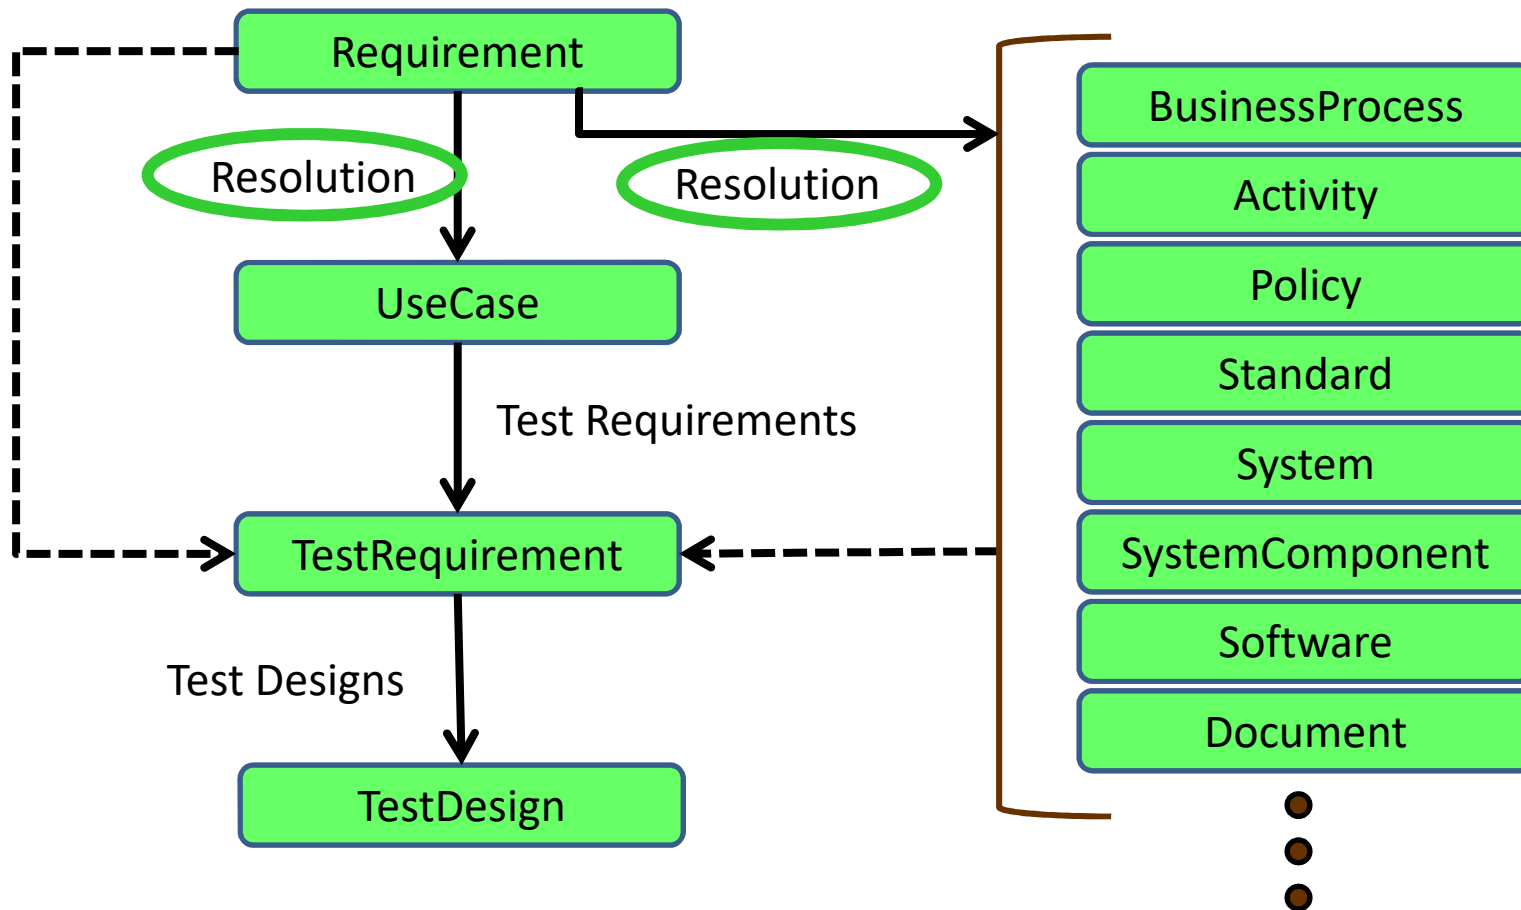 Requirement
Resolution
Resolution
UseCase
Test Requirements
TestRequirement
Test Designs
TestDesign
BusinessProcess
Activity
Policy
Standard
System
SystemComponent
Software
Document